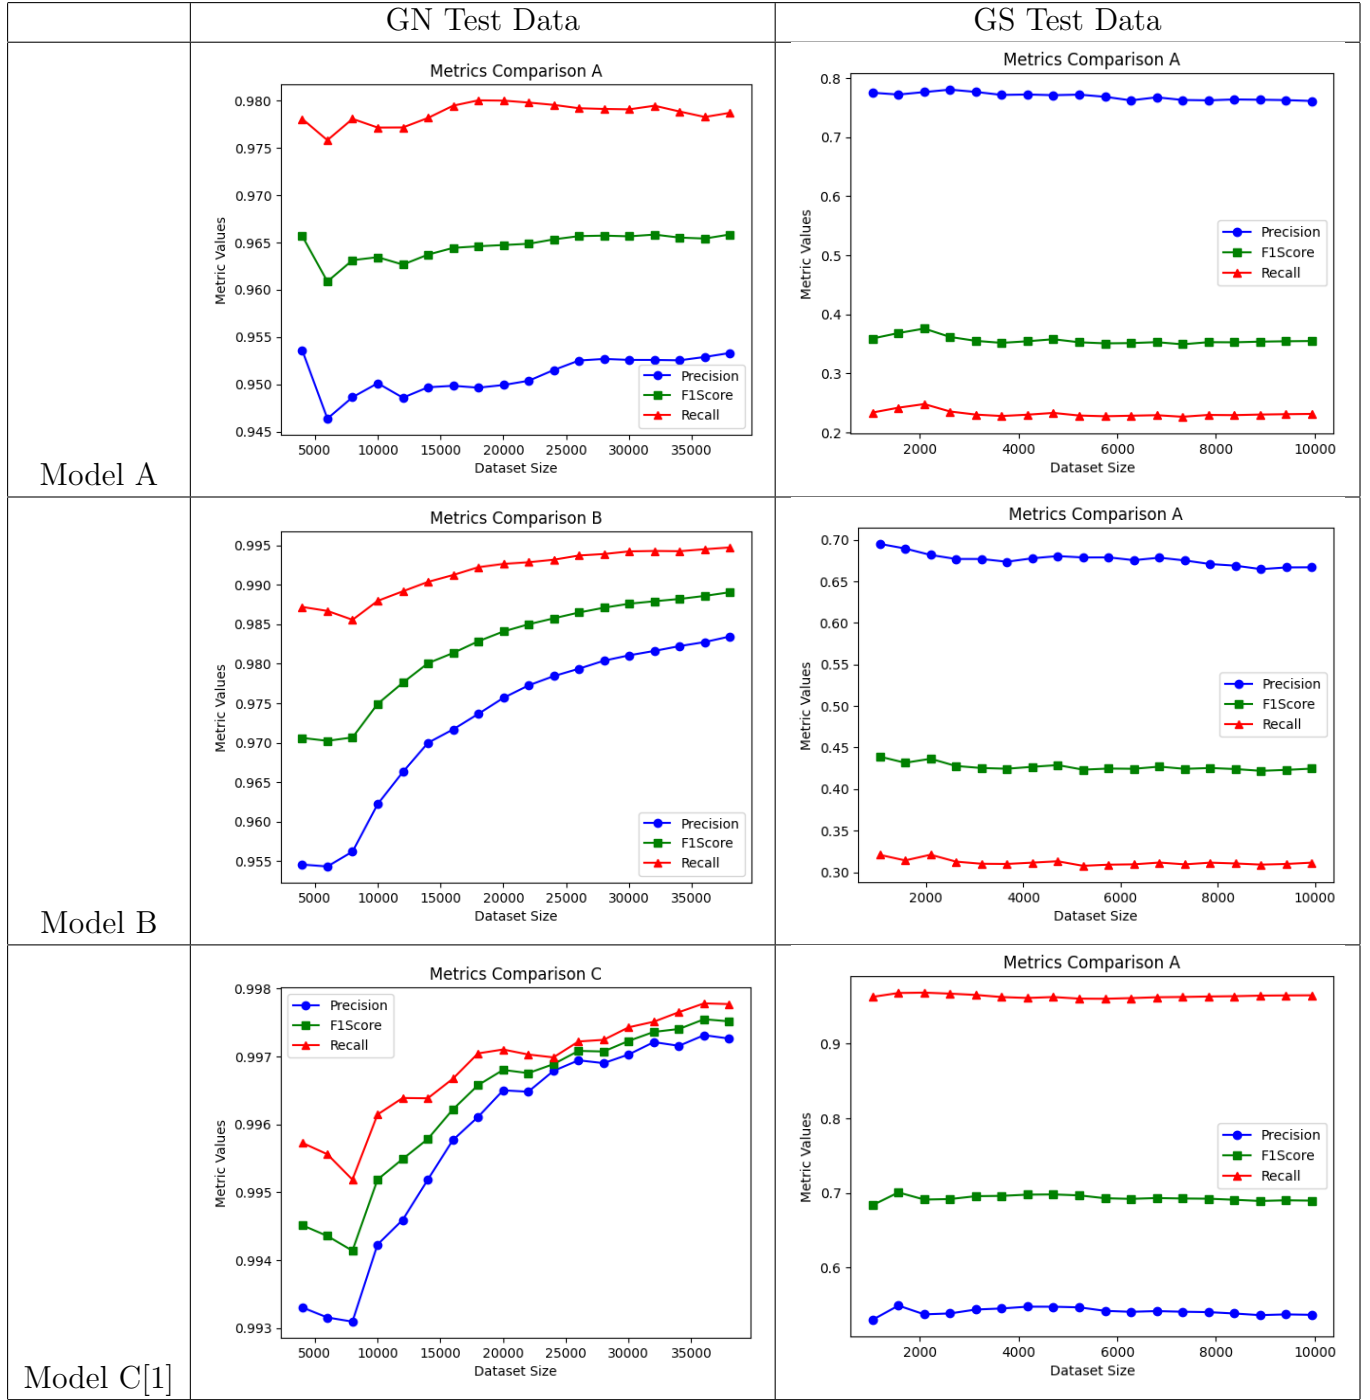 GN Test Data
GS Test Data
Model A
Metrics Comparison A
Metric Values
0.980
0.975
0.970
0.965
0.960
0.955
0.950
0.945
Precision
F1Score
Recall
5000 10000 15000 20000 25000 30000 35000
Dataset Size
Metrics Comparison A
Metric Values
0.8
0.7
0.6
0.5
0.4
0.3
0.2
Precision
F1Score
Recall
2000 4000 6000 8000 10000
Dataset Size
Model B
Metrics Comparison B
Metric Values
0.995
0.990
0.985
0.980
0.975
0.970
0.965
0.960
0.955
Precision
F1Score
Recall
5000 10000 15000 20000 25000 30000 35000
Dataset Size
Metrics Comparison A
Metric Values
0.70
0.65
0.60
0.55
0.50
0.45
0.40
0.35
0.30
Precision
F1Score
Recall
2000 4000 6000 8000 10000
Dataset Size
Model C[1]
Metrics Comparison C
Metric Values
0.998
0.997
0.996
0.995
0.994
0.993
Precision
F1Score
Recall
5000 10000 15000 20000 25000 30000 35000
Dataset Size
Metrics Comparison A
Metric Values
0.9
0.8
0.7
0.6
Precision
F1Score
Recall
2000 4000 6000 8000 10000
Dataset Size